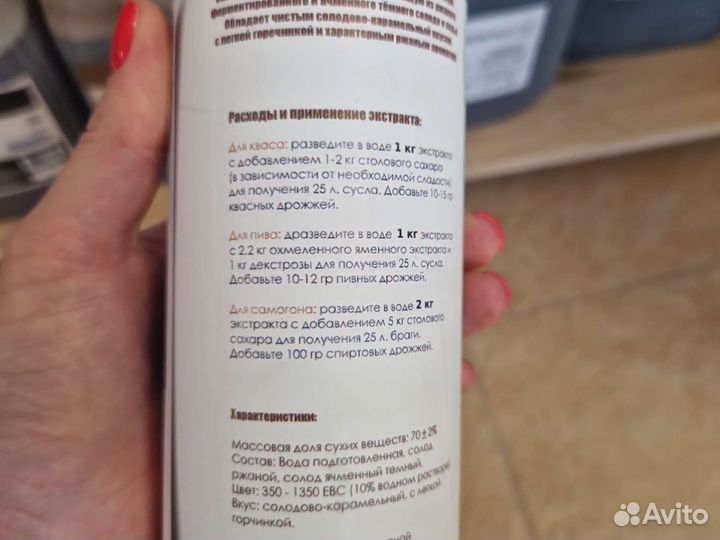 ферментированного и ячменного тёмного солода и воды
Обладает чистым солодово-карамельным вкусом
с легкой горчинкой и характерным ржаным ароматом
Расходы и применение экстракта:
Для кваса: разведите в воде 1 кг экстракта
с добавлением 1-2 кг столового сахара
(в зависимости от необходимой сладости)
для получения 25 л. сусла. Добавьте 10-15 гр
квасных дрожжей.
Для пива: дразведите в воде 1 кг экстракта
с 2,2 кг охмеленного яменного экстракта и
1 кг декстрозы для получения 25 л. сусла.
Добавьте 10-12 гр пивных дрожжей.
Для самогона: разведите в воде 2 кг
экстракта с добавлением 5 кг столового
сахара для получения 25 л. браги.
Добавьте 100 гр спиртовых дрожжей.
Характеристики:
Массовая доля сухих веществ: 70±2%
Состав: Вода подготовленная, солод
ржаной, солод ячменный темный.
Цвет: 350 - 1350 EBC (10% водном растворе)
Вкус: солодово-карамельный, с легкой
горчинкой.
Avito